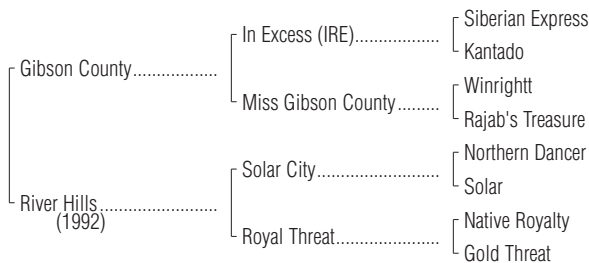 Siberian Express
In Excess (IRE)..................
Kantado
Gibson County..................
Winrightt
Miss Gibson County.........
Rajab's Treasure
Northern Dancer
Solar City..........................
Solar
River Hills.........................
(1992)
Native Royalty
Royal Threat......................
Gold Threat